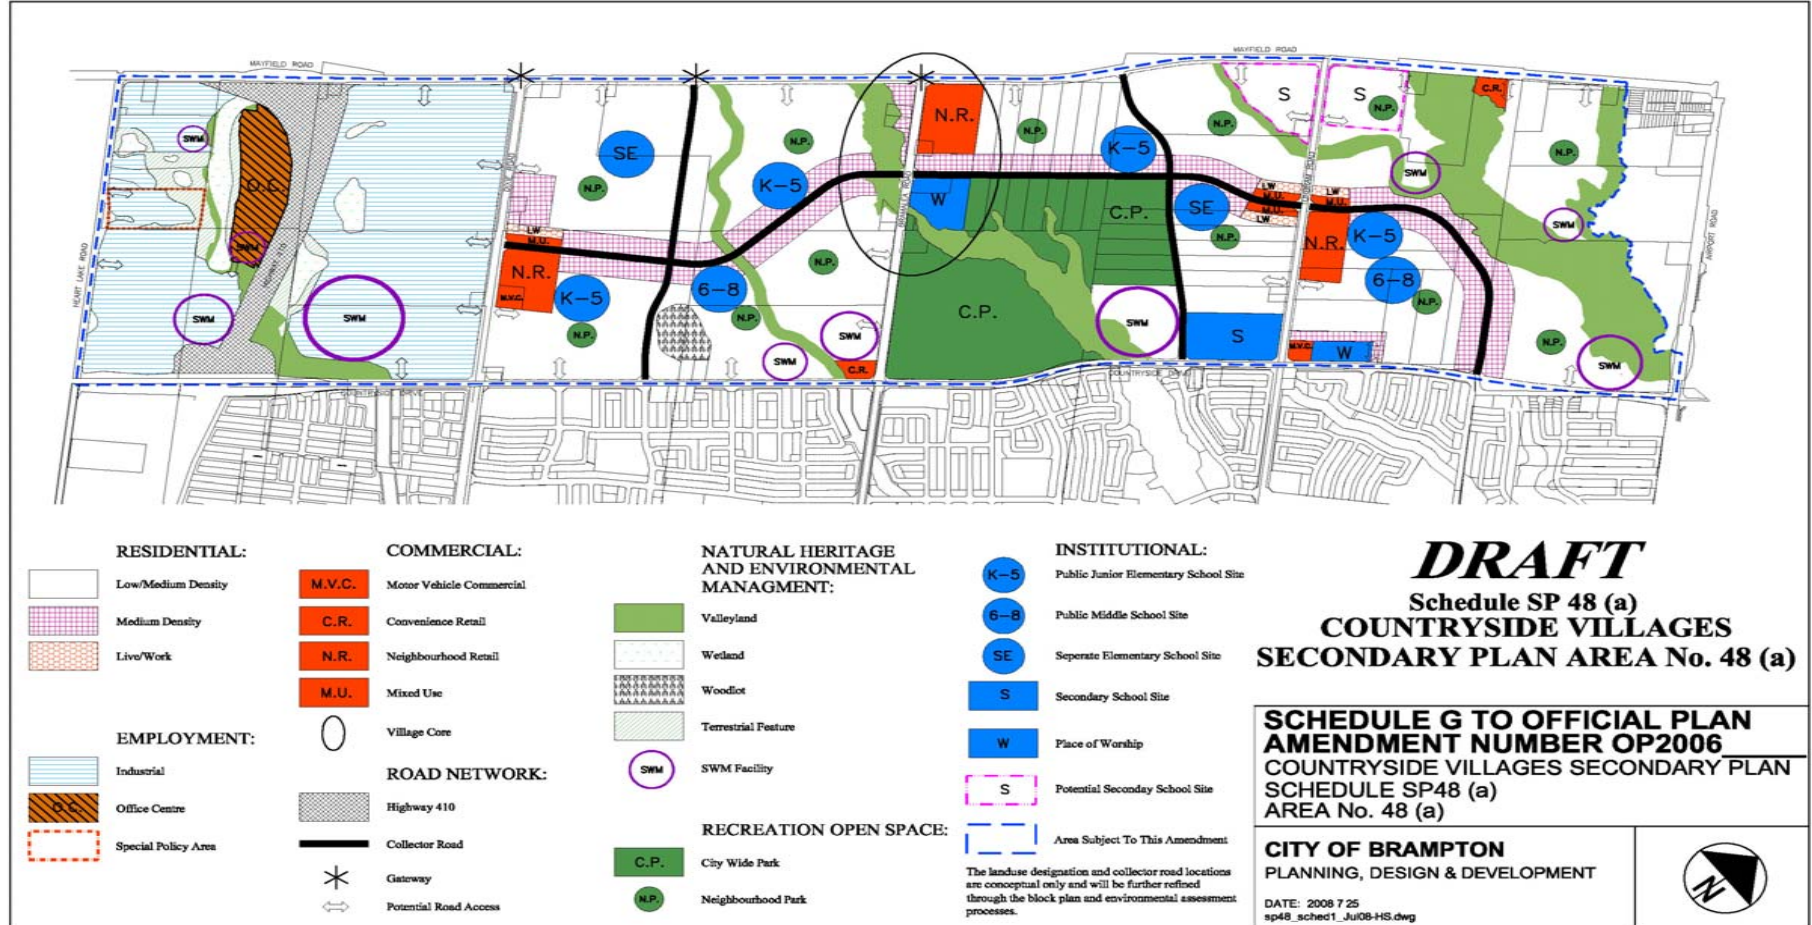 MAYFIELD ROAD
MAYFIELD ROAD
S
S
N.P.
C.R.
N.R.
N.P.
N.P.
SWM
SE
N.P.
K-5
N.P.
SWM
O.C.
N.P.
K-5
W
C.P.
SE
N.P.
LW
M.U.
M.U.
LW
LW
M.U.
N.R.
K-5
SWM
LW
M.U.
N.R.
M.V.C.
K-5
N.P.
N.P.
6-8
N.P.
6-8
N.P.
SWM
HEART LAKE ROAD
AIRPORT ROAD
SWM
SWM
SWM
SWM
C.R.
C.P.
SWM
S
M.V.C.
W
N.P.
SWM
COUNTRYSIDE DRIVE
COUNTRYSIDE DRIVE
RESIDENTIAL:
Low/Medium Density
Medium Density
Live/Work
EMPLOYMENT:
Industrial
O.C. Office Centre
Special Policy Area
COMMERCIAL:
M.V.C. Motor Vehicle Commercial
C.R. Convenience Retail
N.R. Neighbourhood Retail
M.U. Mixed Use
Village Core
ROAD NETWORK:
Highway 410
Collector Road
Gateway
Potential Road Access
NATURAL HERITAGE
AND ENVIRONMENTAL
MANAGMENT:
Valleyland
Wetland
Woodlot
Terrestrial Feature
SWM SWM Facility
RECREATION OPEN SPACE:
C.P. City Wide Park
N.P. Neighbourhood Park
INSTITUTIONAL:
K-5 Public Junior Elementary School Site
6-8 Public Middle School Site
SE Seperate Elementary School Site
S Secondary School Site
W Place of Worship
S Potential Seconday School Site
Area Subject To This Amendment
The landuse designation and collector road locations
are conceptual only and will be further refined
through the block plan and environmental assessment
processes.
DRAFT
Schedule SP 48 (a)
COUNTRYSIDE VILLAGES
SECONDARY PLAN AREA No. 48 (a)
SCHEDULE G TO OFFICIAL PLAN
AMENDMENT NUMBER OP2006____
COUNTRYSIDE VILLAGES SECONDARY PLAN
SCHEDULE SP48 (a)
AREA No. 48 (a)
CITY OF BRAMPTON
PLANNING, DESIGN & DEVELOPMENT
DATE: 2008 7 25
sp48_sched1_Jul08-HS.dwg
N